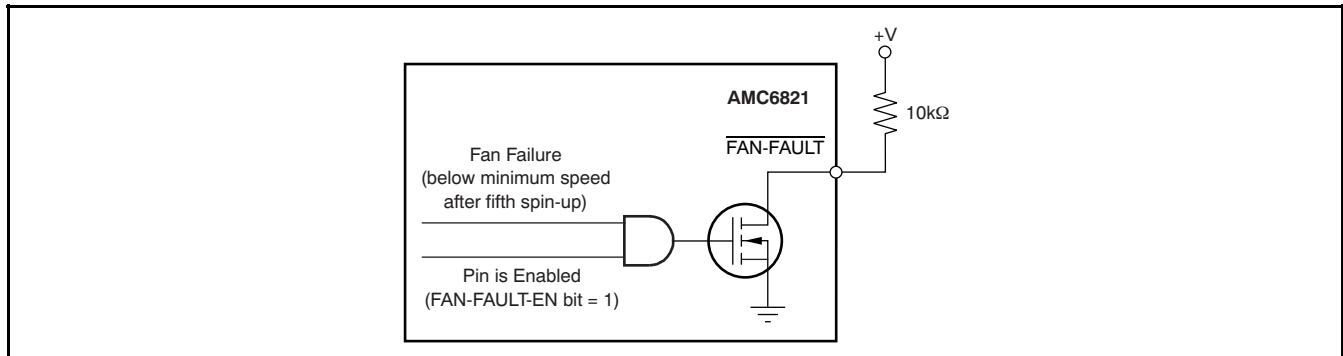 +V
AMC6821
10kΩ
FAN-FAULT
Fan Failure
(below minimum speed
after fifth spin-up)
Pin is Enabled
(FAN-FAULT-EN bit = 1)